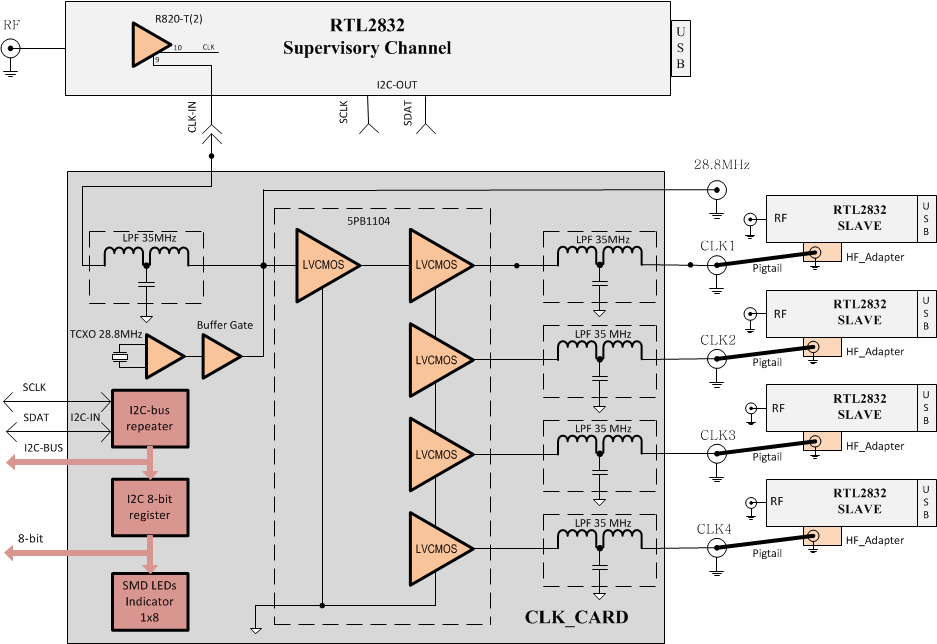 RF
R820-T(2)
10
CLK
9
RTL2832
Supervisory Channel
USB
I2C-OUT
CLK-IN
SCLK
SDAT
28.8MHz
5PB1104
LPF 35MHz
LVCMOS
LVCMOS
LPF 35MHz
CLK1
Pigtail
RF
RTL2832
SLAVE
USB
HF_Adapter
TCXO 28.8MHz
Buffer Gate
LVCMOS
LPF 35 MHz
CLK2
Pigtail
RF
RTL2832
SLAVE
USB
HF_Adapter
SCLK
SDAT
I2C-IN
I2C-BUS
I2C-bus
repeater
LVCMOS
LPF 35 MHz
CLK3
Pigtail
RF
RTL2832
SLAVE
USB
HF_Adapter
I2C 8-bit
register
8-bit
LVCMOS
LPF 35 MHz
CLK4
Pigtail
RF
RTL2832
SLAVE
USB
HF_Adapter
SMD LEDs
Indicator
1x8
CLK_CARD